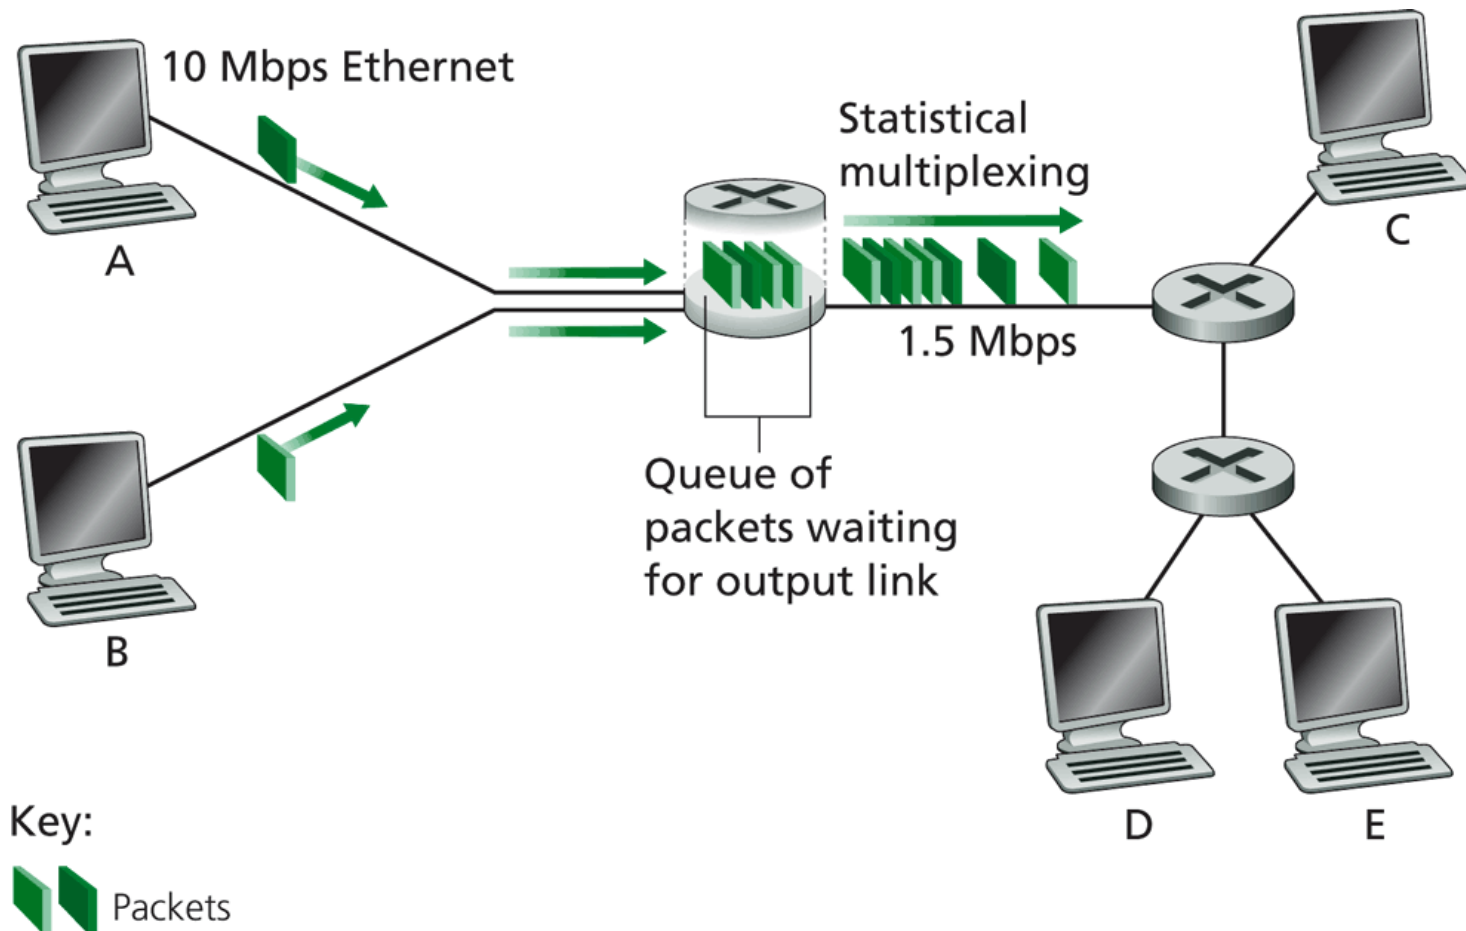 10 Mbps Ethernet
A
Statistical
multiplexing
C
1.5 Mbps
Queue of
packets waiting
for output link
B
D
E
Key:
Packets